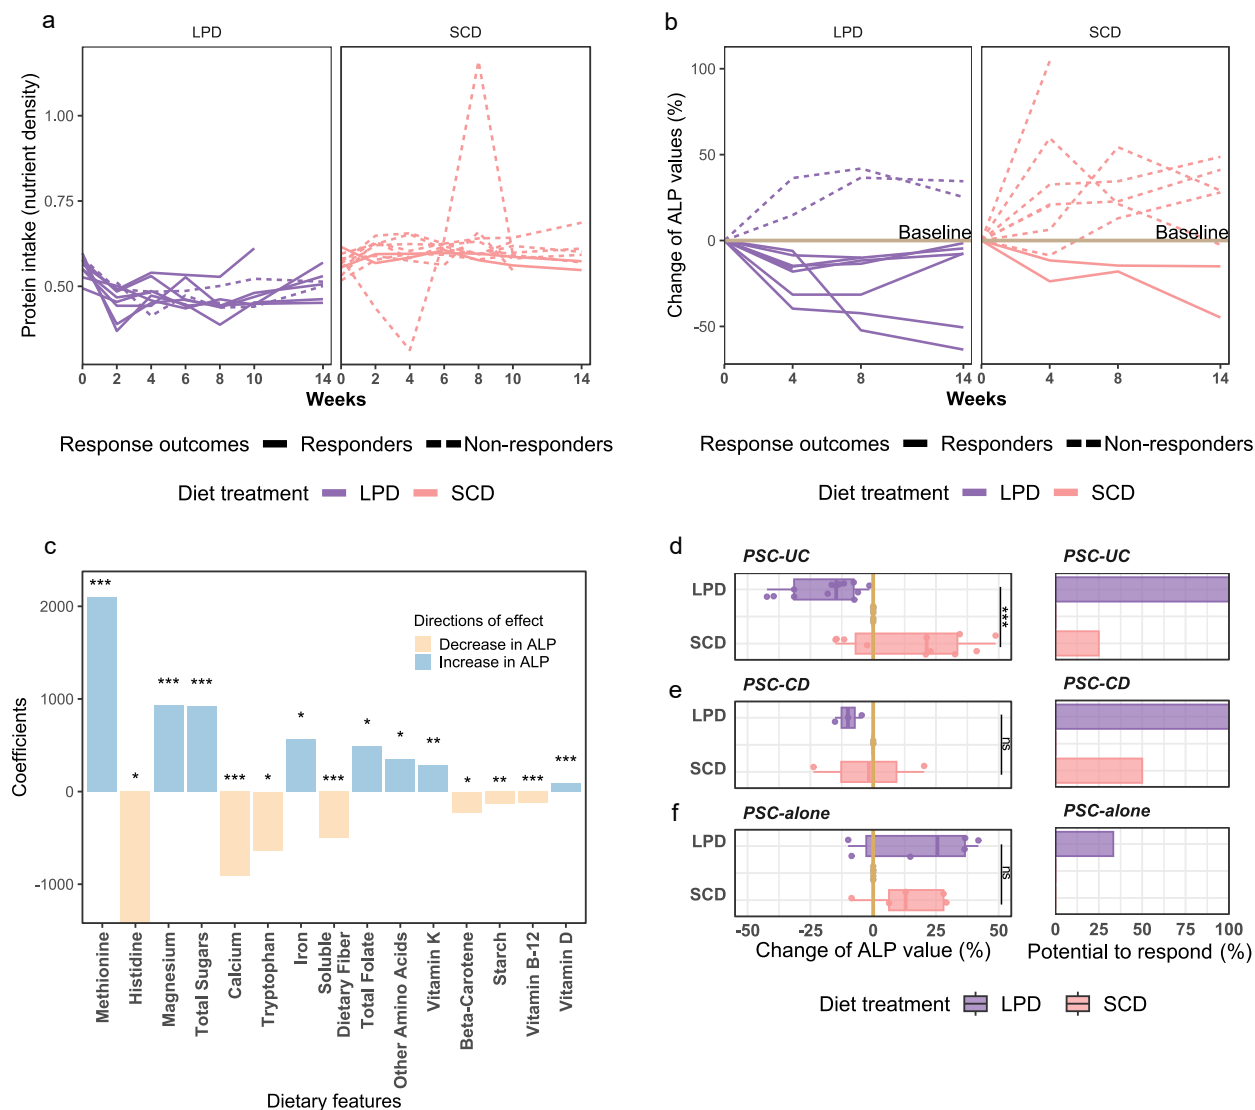 a
LPD
SCD
Protein intake (nutrient density)
1.00
0.75
0.50
0 2 4 6 8 10 14
0 2 4 6 8 10 14
Weeks
Response outcomes Responders Non-responders
Diet treatment LPD SCD
b
LPD
SCD
Change of ALP values (%)
100
50
0
-50
Baseline
Baseline
0 4 8 14
0 4 8 14
Weeks
Response outcomes Responders Non-responders
Diet treatment LPD SCD
c
Coefficients
2000
1000
0
-1000
Directions of effect
Decrease in ALP
Increase in ALP
***
*
***
***
***
*
*
***
*
*
**
*
**
***
***
Methionine
Histidine
Magnesium
Total Sugars
Calcium
Tryptophan
Iron
Soluble
Dietary Fiber
Total Folate
Other Amino Acids
Vitamin K
Beta-Carotene
Starch
Vitamin B-12
Vitamin D
Dietary features
d
PSC-UC
PSC-UC
LPD
SCD
***
e
PSC-CD
PSC-CD
LPD
SCD
ns
f
PSC-alone
PSC-alone
LPD
SCD
ns
-50 -25 0 25 50
0 25 50 75 100
Change of ALP value (%)
Potential to respond (%)
Diet treatment LPD SCD